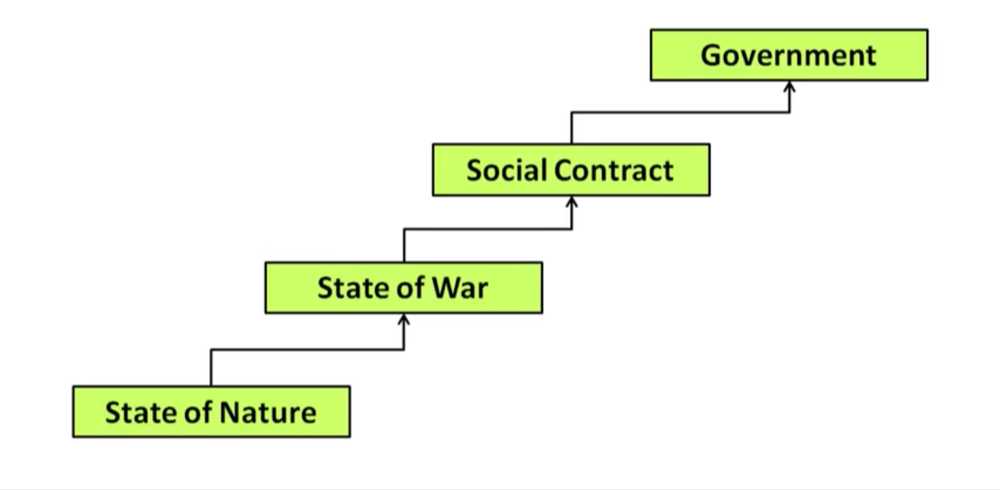 Government
Social Contract
State of War
State of Nature